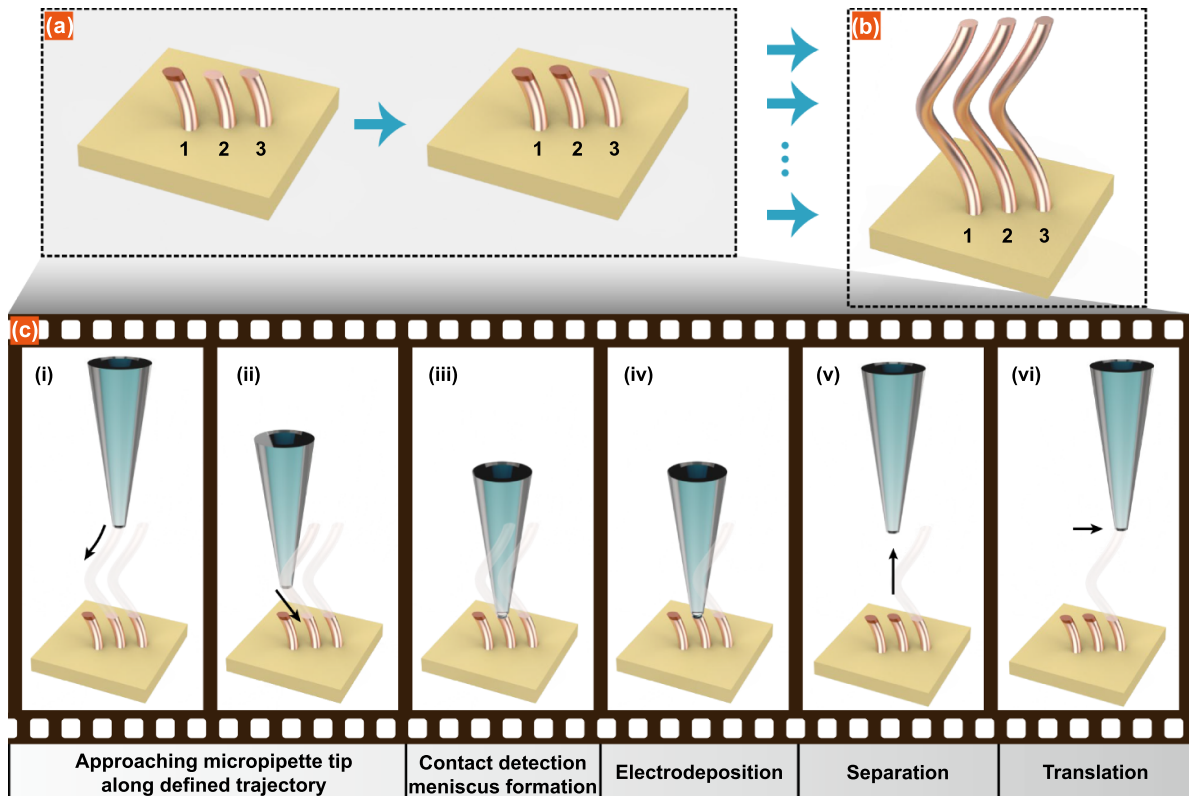 (a)
(b)
1 2 3
1 2 3
1 2 3
(c)
(i)
(ii)
(iii)
(iv)
(v)
(vi)
Approaching micropipette tip
along defined trajectory
Contact detection
meniscus formation
Electrodeposition
Separation
Translation